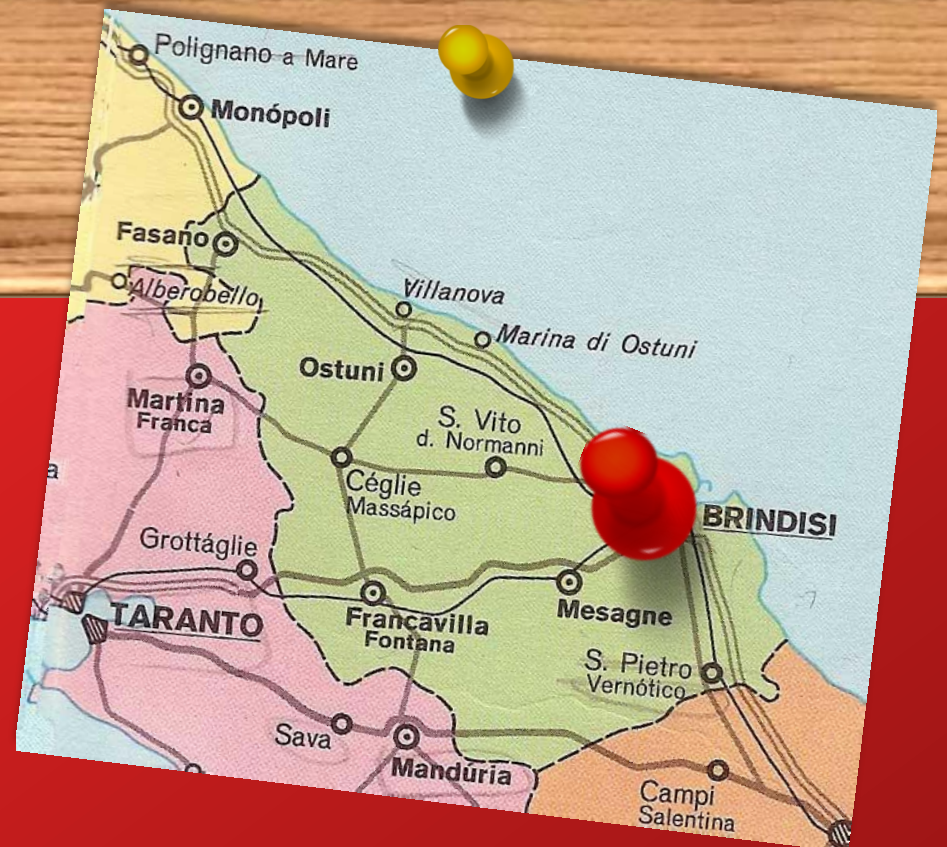 Polignano a Mare
Monópoli
Fasano
Alberobello
Villanova
Marina di Ostuni
Ostuni
Martina
Franca
S. Vito
d. Normanni
Céglie
Massápico
BRINDISI
a
Grottáglie
TARANTO
Francavilla
Fontana
Mesagne
S. Pietro
Vernótico
Sava
Mandúria
Campi
Salentina